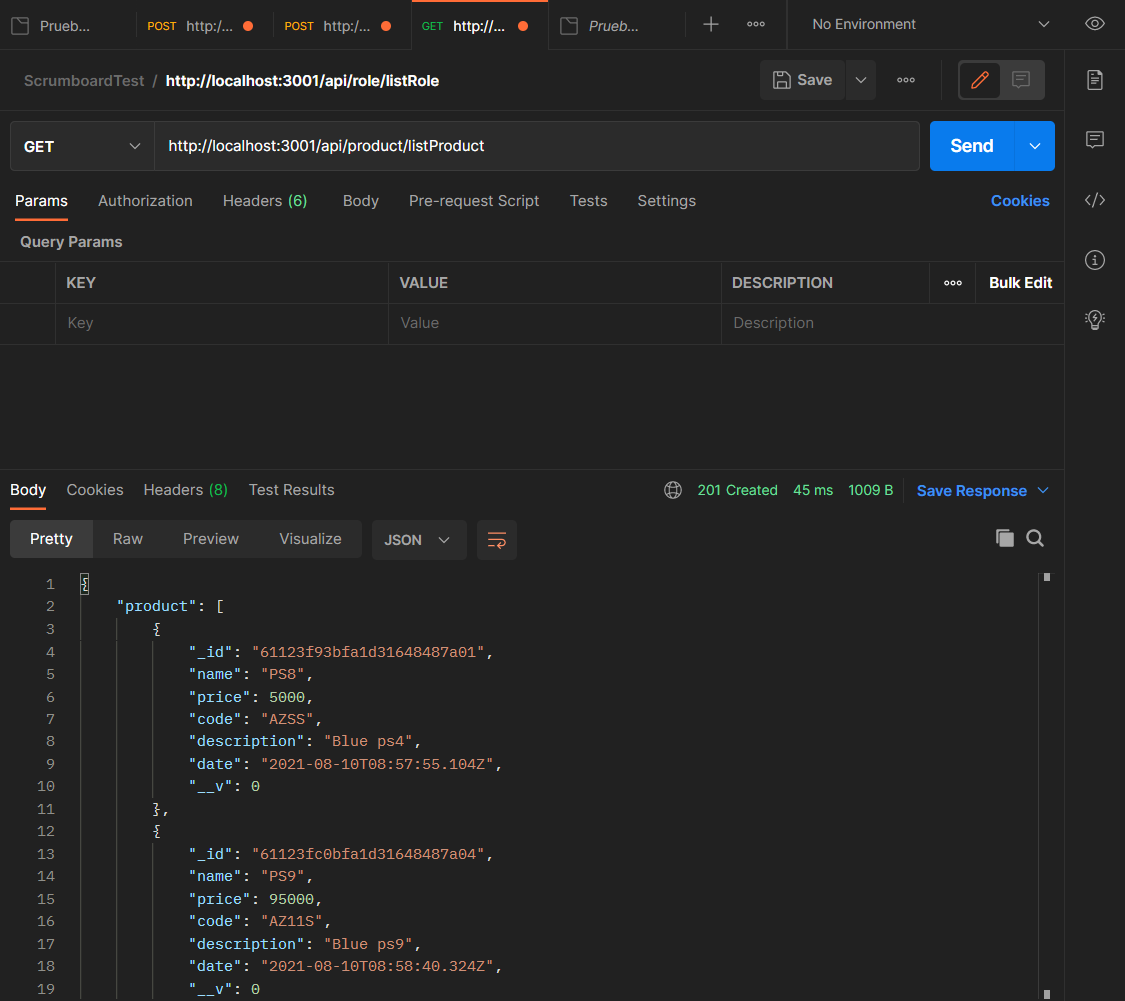 Prueb... POST http:/... POST http:/... GET http://... Prueb... No Environment
ScrumboardTest / http://localhost:3001/api/role/listRole Save
GET http://localhost:3001/api/product/listProduct Send
Params Authorization Headers (6) Body Pre-request Script Tests Settings Cookies
Query Params
KEY VALUE DESCRIPTION Bulk Edit
Key Value Description
Body Cookies Headers (8) Test Results 201 Created 45 ms 1009 B Save Response
Pretty Raw Preview Visualize JSON
1 {
2 "product": [
3 {
4 "_id": "61123f93bfa1d31648487a01",
5 "name": "PS8",
6 "price": 5000,
7 "code": "AZSS",
8 "description": "Blue ps4",
9 "date": "2021-08-10T08:57:55.104Z",
10 "__v": 0
11 },
12 {
13 "_id": "61123fc0bfa1d31648487a04",
14 "name": "PS9",
15 "price": 95000,
16 "code": "AZ11S",
17 "description": "Blue ps9",
18 "date": "2021-08-10T08:58:40.324Z",
19 "__v": 0